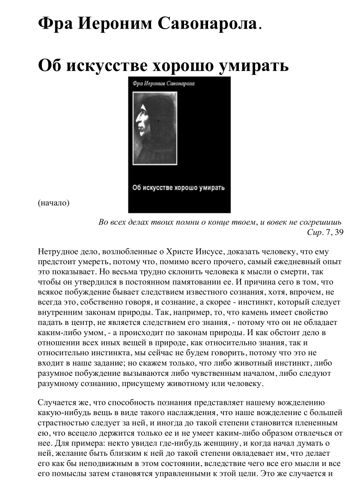 Фра Иероним Савонарола.
Об искусстве хорошо умирать
Фра Иероним Савонарола
Об искусстве хорошо умирать
(начало)
Во всех делах твоих помни о конце твоем, и вовек не согрешишь
Сир. 7, 39
Нетрудное дело, возлюбленные о Христе Иисусе, доказать человеку, что ему
предстоит умереть, потому что, помимо всего прочего, самый ежедневный опыт
это показывает. Но весьма трудно склонить человека к мысли о смерти, так
чтобы он утвердился в постоянном памятовании ее. И причина сего в том, что
всякое побуждение бывает следствием известного сознания, хотя, впрочем, не
всегда это, собственно говоря, и сознание, а скорее - инстинкт, который следует
внутренним законам природы. Так, например, то, что камень имеет свойство
падать в центр, не является следствием его знания, - потому что он не обладает
каким-либо умом, - а происходит по законам природы. И как обстоит дело в
отношении всех иных вещей в природе, как относительно знания, так и
относительно инстинкта, мы сейчас не будем говорить, потому что это не
входит в наше задание; но скажем только, что либо животный инстинкт, либо
разумное побуждение вызываются либо чувственным началом, либо следуют
разумному сознанию, присущему животному или человеку.
Случается же, что способность познания представляет нашему вождению
какую-нибудь вещь в виде такого наслаждения, что наше вожделение с большей
страстностью следует за ней, и иногда до такой степени становится плененным
ею, что всецело держится только ее и не умеет каким-либо образом отвлечься от
нее. Для примера: некто увидел где-нибудь женщину, и когда начал думать о
ней, желание быть близким к ней до такой степени овладевает им, что делает
его как бы неподвижным в этом состоянии, вследствие чего все его мысли и все
его помыслы затем становятся управляемыми к этой цели. Это же случается и